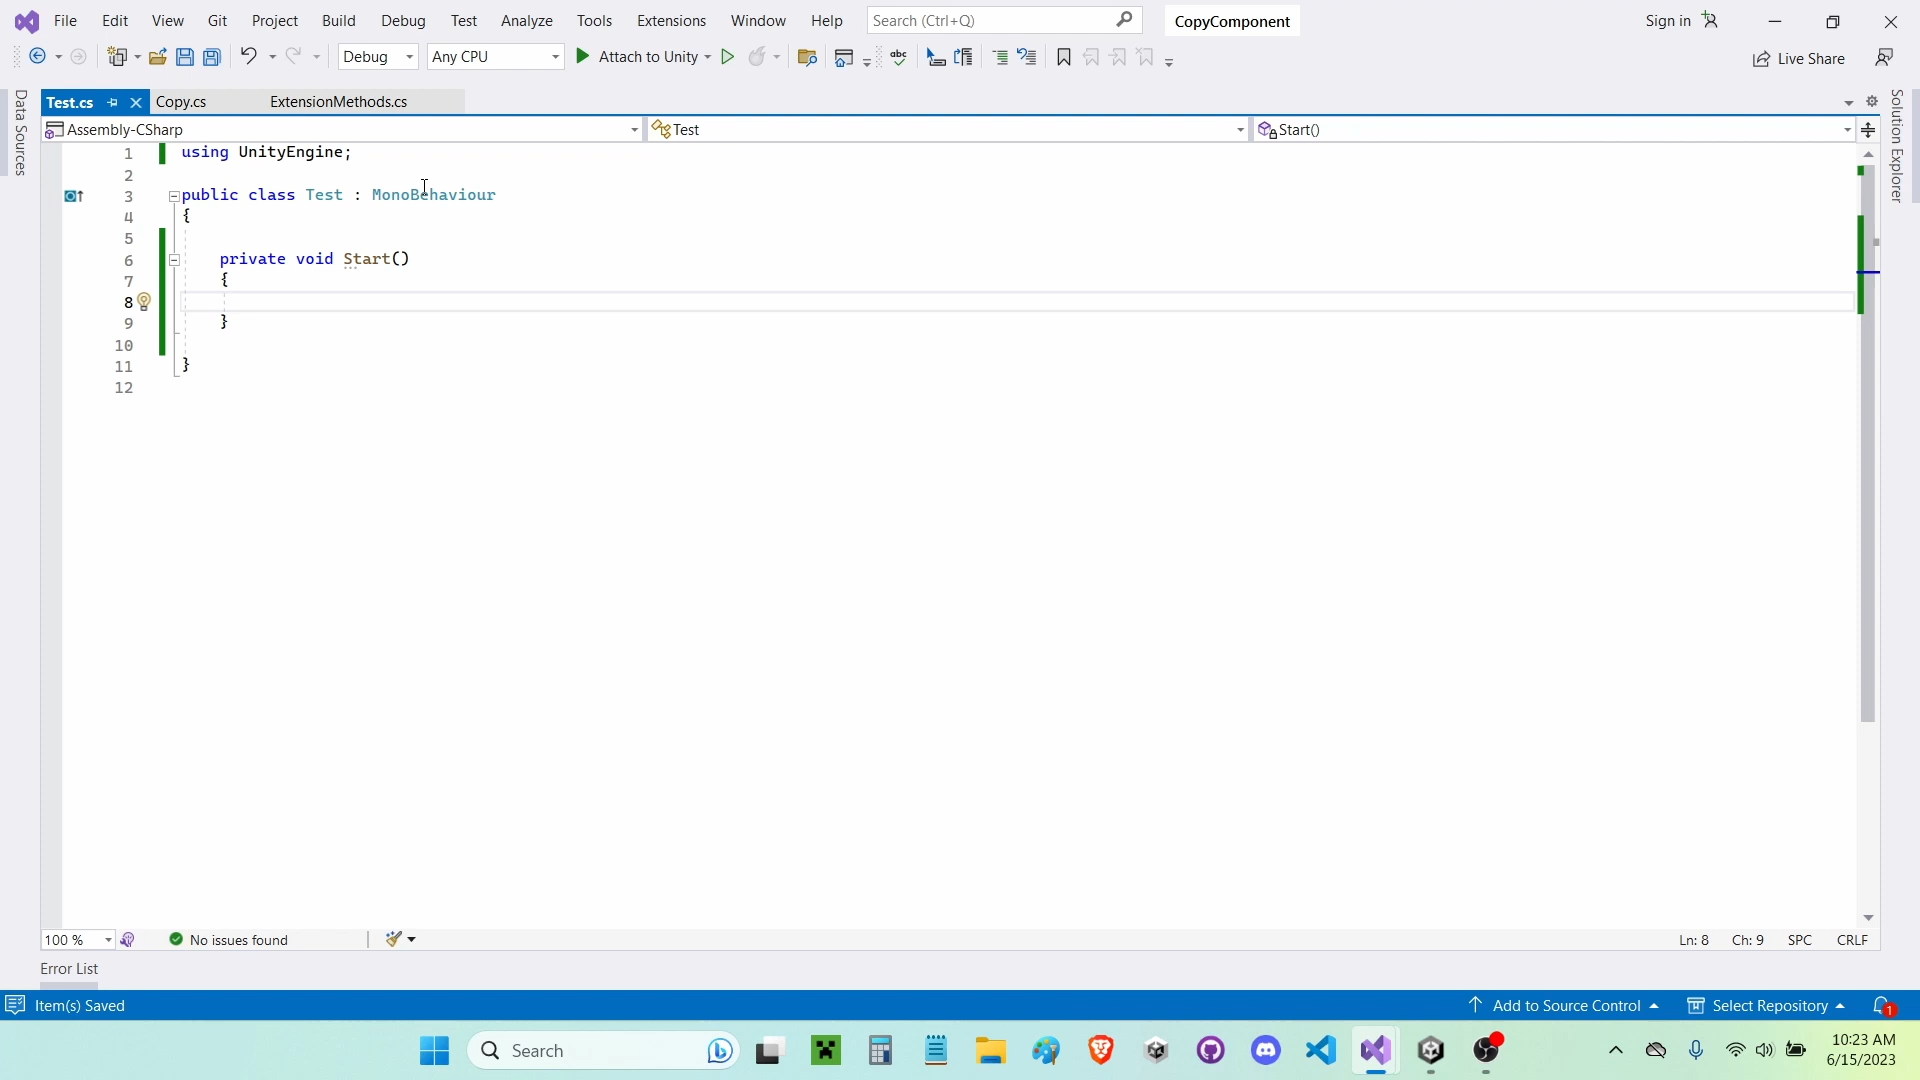 File Edit View Git Project Build Debug Test Analyze Tools Extensions Window Help Search (Ctrl+Q) CopyComponent Sign in
Debug Any CPU Attach to Unity abc Live Share
Data Sources
Test.cs Copy.cs ExtensionMethods.cs
Solution Explorer
Assembly-CSharp Test Start()
1 using UnityEngine;
2
3 public class Test : MonoBehaviour
4 {
5
6 private void Start()
7 {
8
9 }
10
11 }
12
100 % No issues found Ln: 8 Ch: 9 SPC CRLF
Error List
Item(s) Saved Add to Source Control Select Repository 1
Search 10:23 AM
6/15/2023